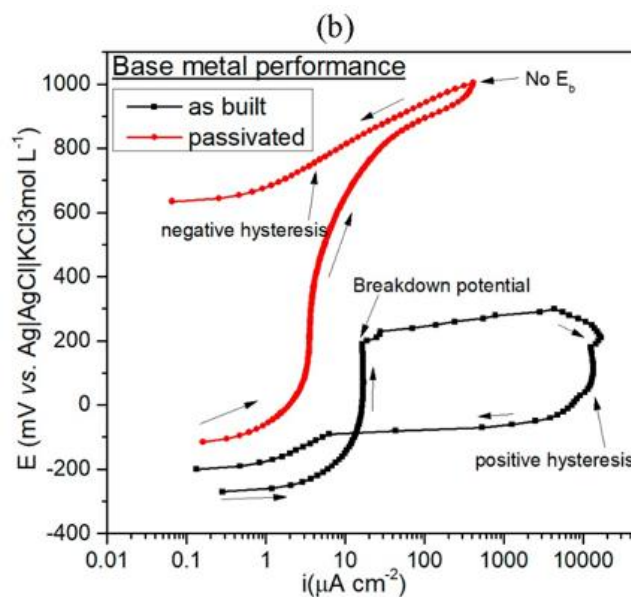 (b)
Base metal performance
as built
passivated
No E_b
negative hysteresis
Breakdown potential
positive hysteresis
E (mV vs. Ag|AgCl||KCl3mol L⁻¹)
1000
800
600
400
200
0
-200
-400
0.01 0.1 1 10 100 1000 10000
i(μA cm⁻²)